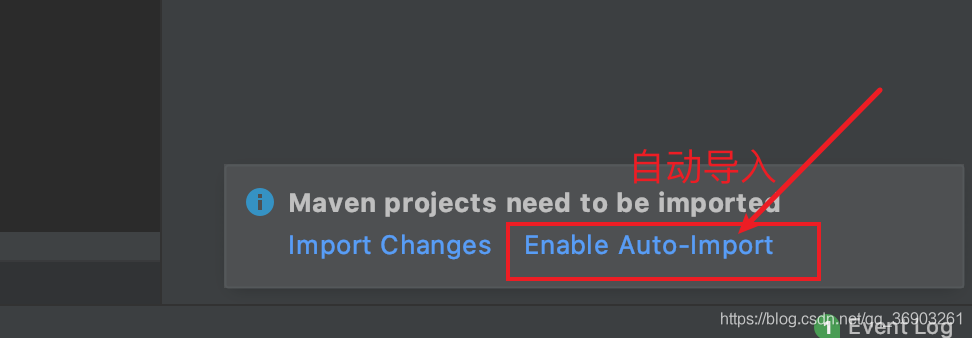 自动导入
Maven projects need to be imported
Import Changes Enable Auto-Import
https://blog.csdn.net/qq_36903261
1 Event Log